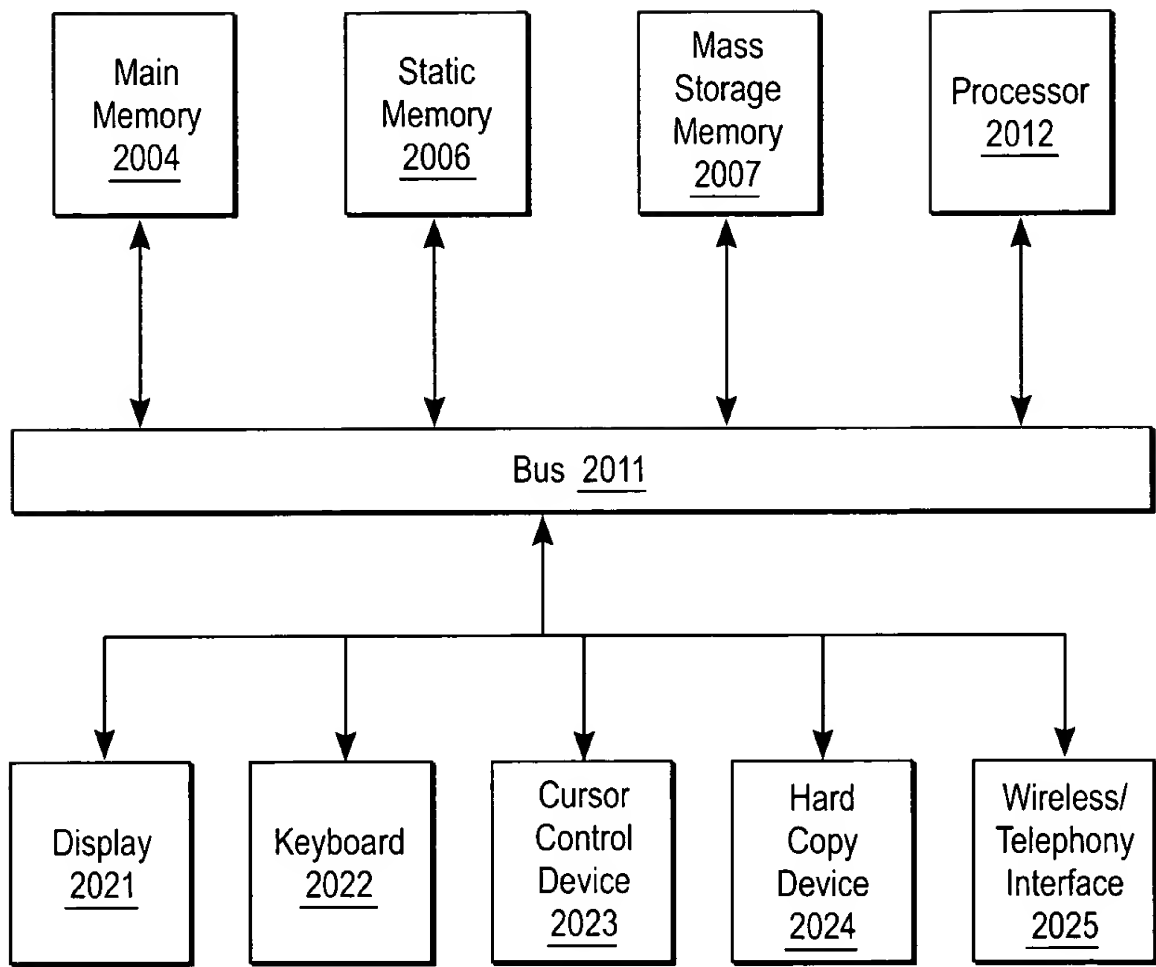 Main
Memory
2004
Static
Memory
2006
Mass
Storage
Memory
2007
Processor
2012
Bus 2011
Display
2021
Keyboard
2022
Cursor
Control
Device
2023
Hard
Copy
Device
2024
Wireless/
Telephony
Interface
2025